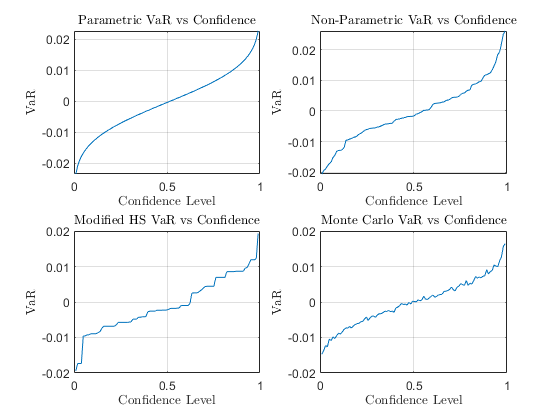 Parametric VaR vs Confidence
0.02
0.01
0
-0.01
-0.02
VaR
0
0.5
1
Confidence Level
Non-Parametric VaR vs Confidence
0.02
0.01
0
-0.01
-0.02
VaR
0
0.5
1
Confidence Level
Modified HS VaR vs Confidence
0.02
0.01
0
-0.01
-0.02
VaR
0
0.5
1
Confidence Level
Monte Carlo VaR vs Confidence
0.02
0.01
0
-0.01
-0.02
VaR
0
0.5
1
Confidence Level